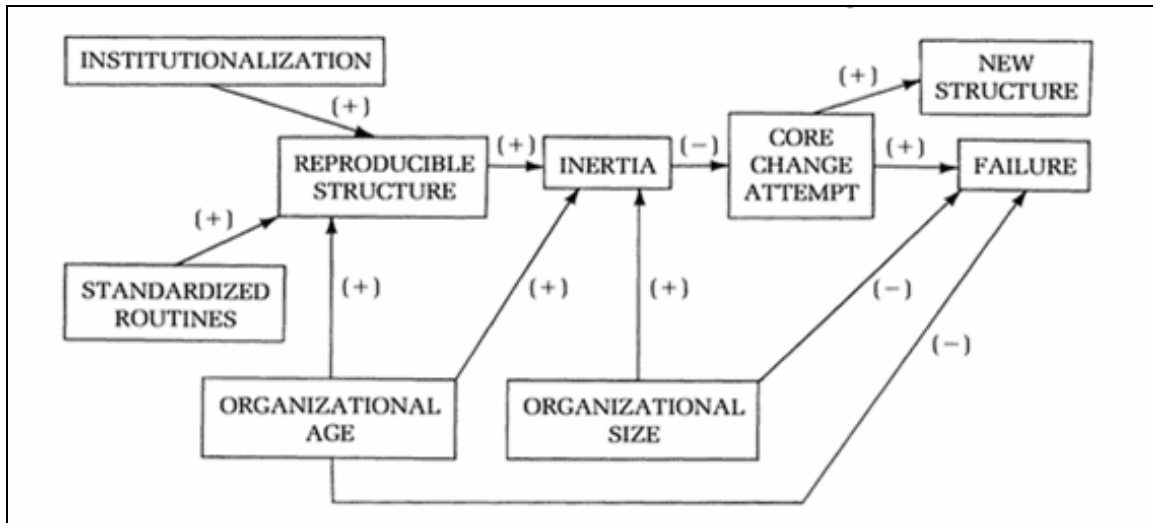 INSTITUTIONALIZATION
(+)
(+)
NEW
STRUCTURE
REPRODUCIBLE
STRUCTURE
(+)
INERTIA
(-)
CORE
CHANGE
ATTEMPT
(+)
FAILURE
(+)
STANDARDIZED
ROUTINES
(+)
(+)
(+)
(-)
(-)
ORGANIZATIONAL
AGE
ORGANIZATIONAL
SIZE